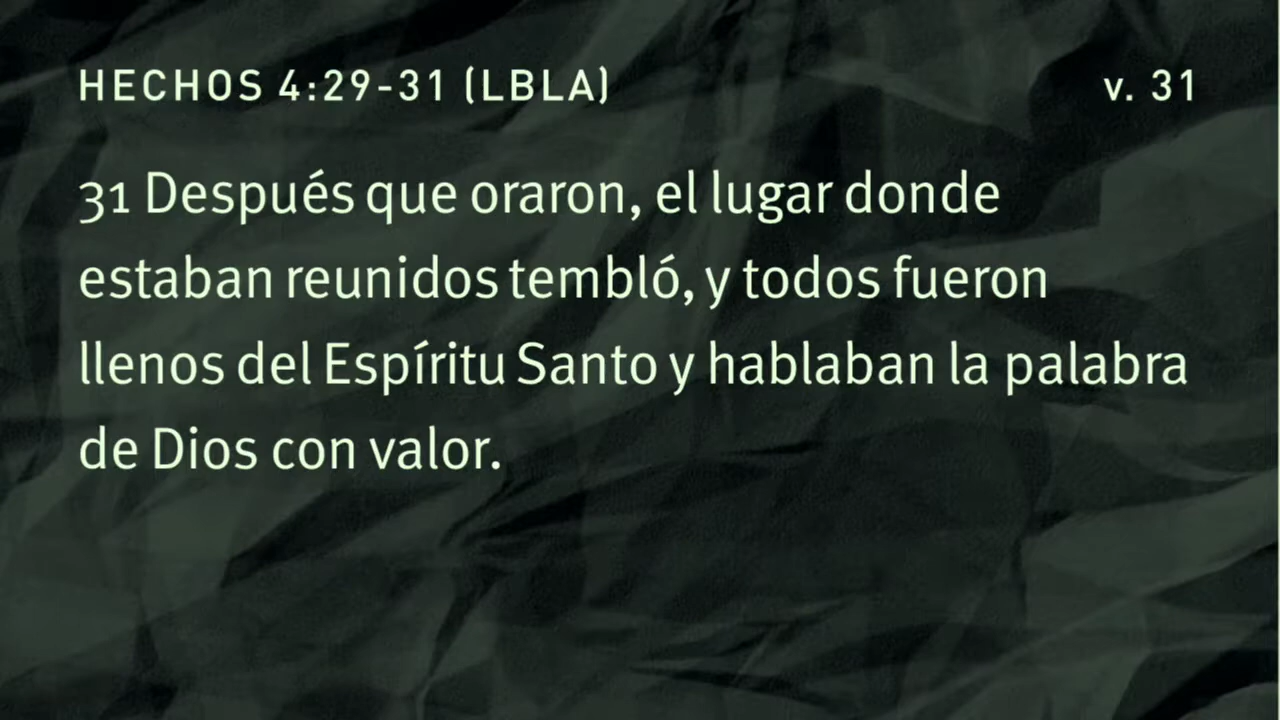 HECHOS 4:29-31 (LBLA) v. 31
31 Después que oraron, el lugar donde
estaban reunidos tembló, y todos fueron
llenos del Espíritu Santo y hablaban la palabra
de Dios con valor.